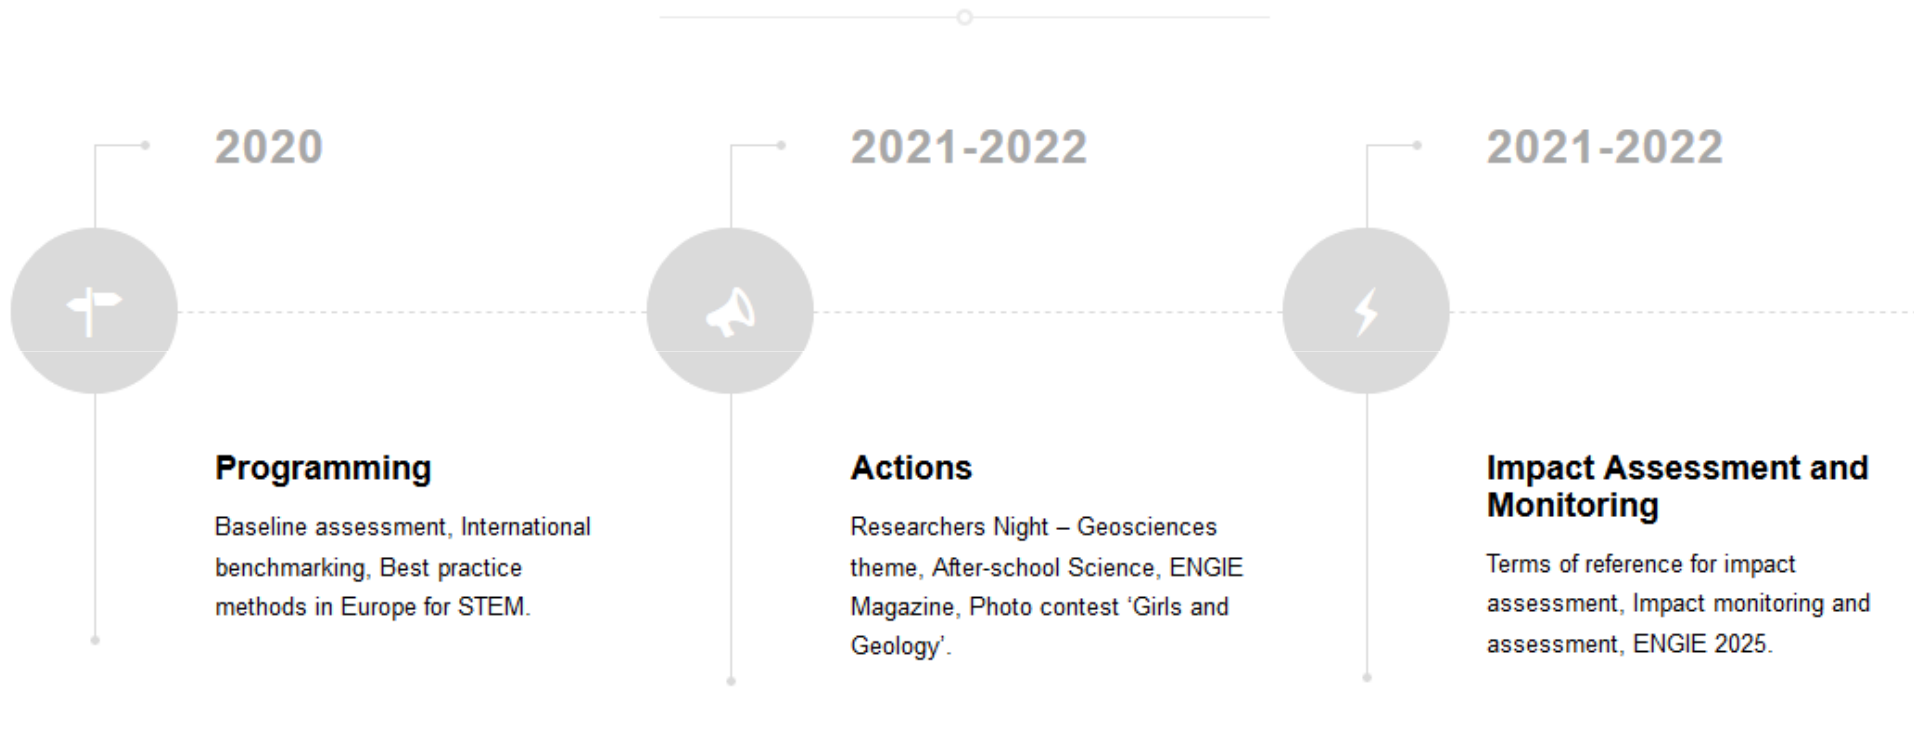 2020
Programming
Baseline assessment, International
benchmarking, Best practice
methods in Europe for STEM.
2021-2022
Actions
Researchers Night – Geosciences
theme, After-school Science, ENGIE
Magazine, Photo contest ‘Girls and
Geology’.
2021-2022
Impact Assessment and
Monitoring
Terms of reference for impact
assessment, Impact monitoring and
assessment, ENGIE 2025.